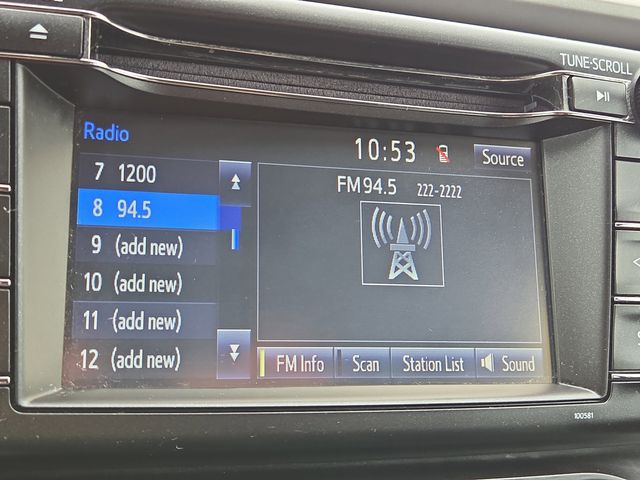 TUNE·SCROLL
Radio
10:53
Source
7 1200
8 94.5
9 (add new)
10 (add new)
11 (add new)
12 (add new)
FM94.5 222-2222
FM Info
Scan
Station List
Sound
100581